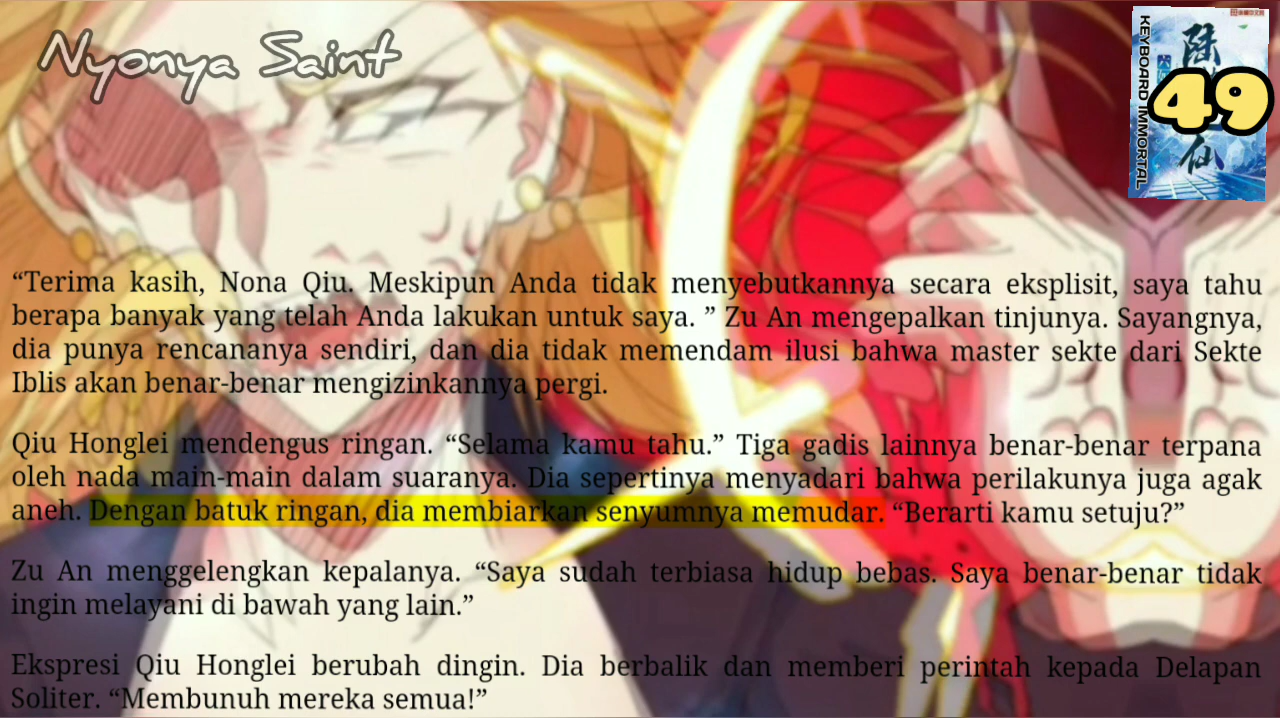 Nyonya Saint
KEYBOARD IMMORTAL
陆
仙
49
“Terima kasih, Nona Qiu. Meskipun Anda tidak menyebutkannya secara eksplisit, saya tahu
berapa banyak yang telah Anda lakukan untuk saya. ” Zu An mengepalkan tinjunya. Sayangnya,
dia punya rencananya sendiri, dan dia tidak memendam ilusi bahwa master sekte dari Sekte
Iblis akan benar-benar mengizinkannya pergi.
Qiu Honglei mendengus ringan. “Selama kamu tahu.” Tiga gadis lainnya benar-benar terpana
oleh nada main-main dalam suaranya. Dia sepertinya menyadari bahwa perilakunya juga agak
aneh. Dengan batuk ringan, dia membiarkan senyumnya memudar. “Berarti kamu setuju?”
Zu An menggelengkan kepalanya. “Saya sudah terbiasa hidup bebas. Saya benar-benar tidak
ingin melayani di bawah yang lain.”
Ekspresi Qiu Honglei berubah dingin. Dia berbalik dan memberi perintah kepada Delapan
Soliter. “Membunuh mereka semua!”